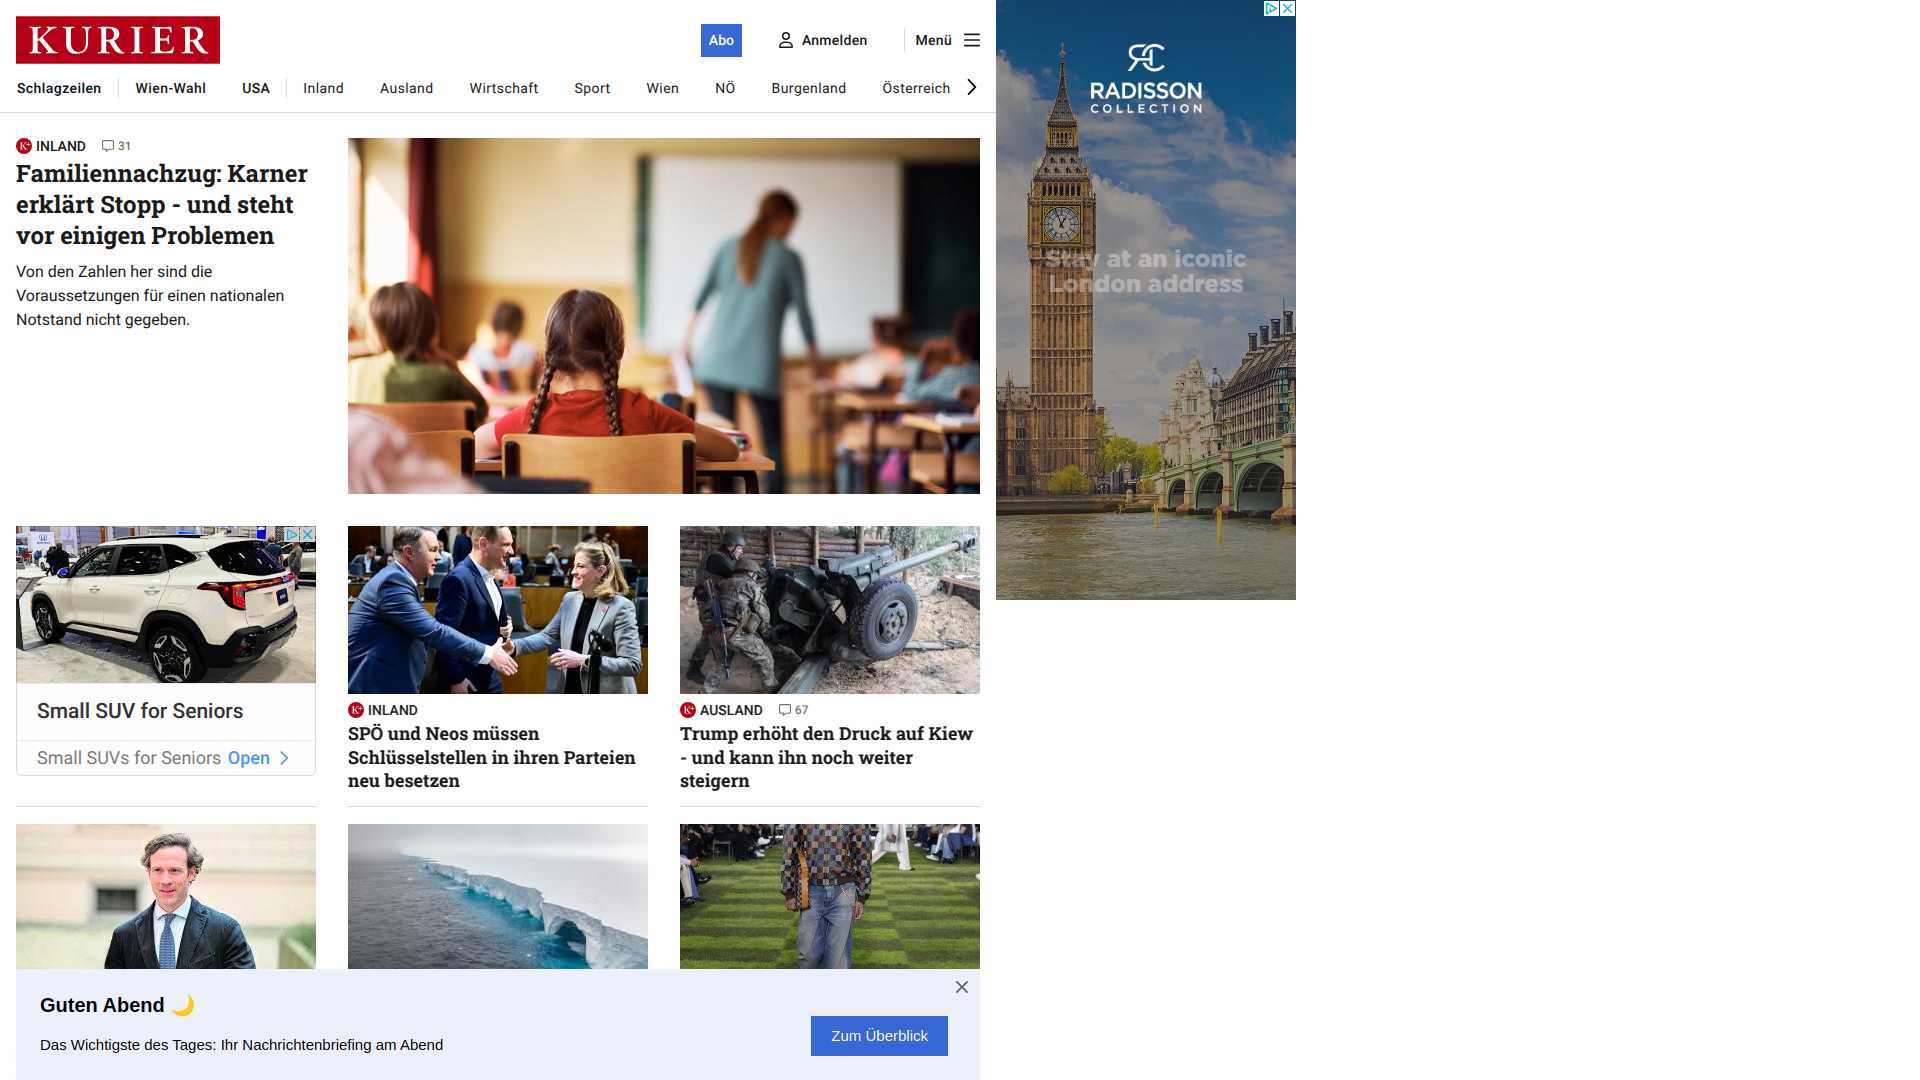 KURIER
Abo
Anmelden
Menü
Schlagzeilen
Wien-Wahl
USA
Inland
Ausland
Wirtschaft
Sport
Wien
NÖ
Burgenland
Österreich
INLAND 31
Familiennachzug: Karner
erklärt Stopp - und steht
vor einigen Problemen
Von den Zahlen her sind die
Voraussetzungen für einen nationalen
Notstand nicht gegeben.
RADISSON
COLLECTION
Stay at an iconic
London address
Small SUV for Seniors
Small SUVs for Seniors Open
INLAND
SPÖ und Neos müssen
Schlüsselstellen in ihren Parteien
neu besetzen
AUSLAND 67
Trump erhöht den Druck auf Kiew
- und kann ihn noch weiter
steigern
Guten Abend
Das Wichtigste des Tages: Ihr Nachrichtenbriefing am Abend
Zum Überblick